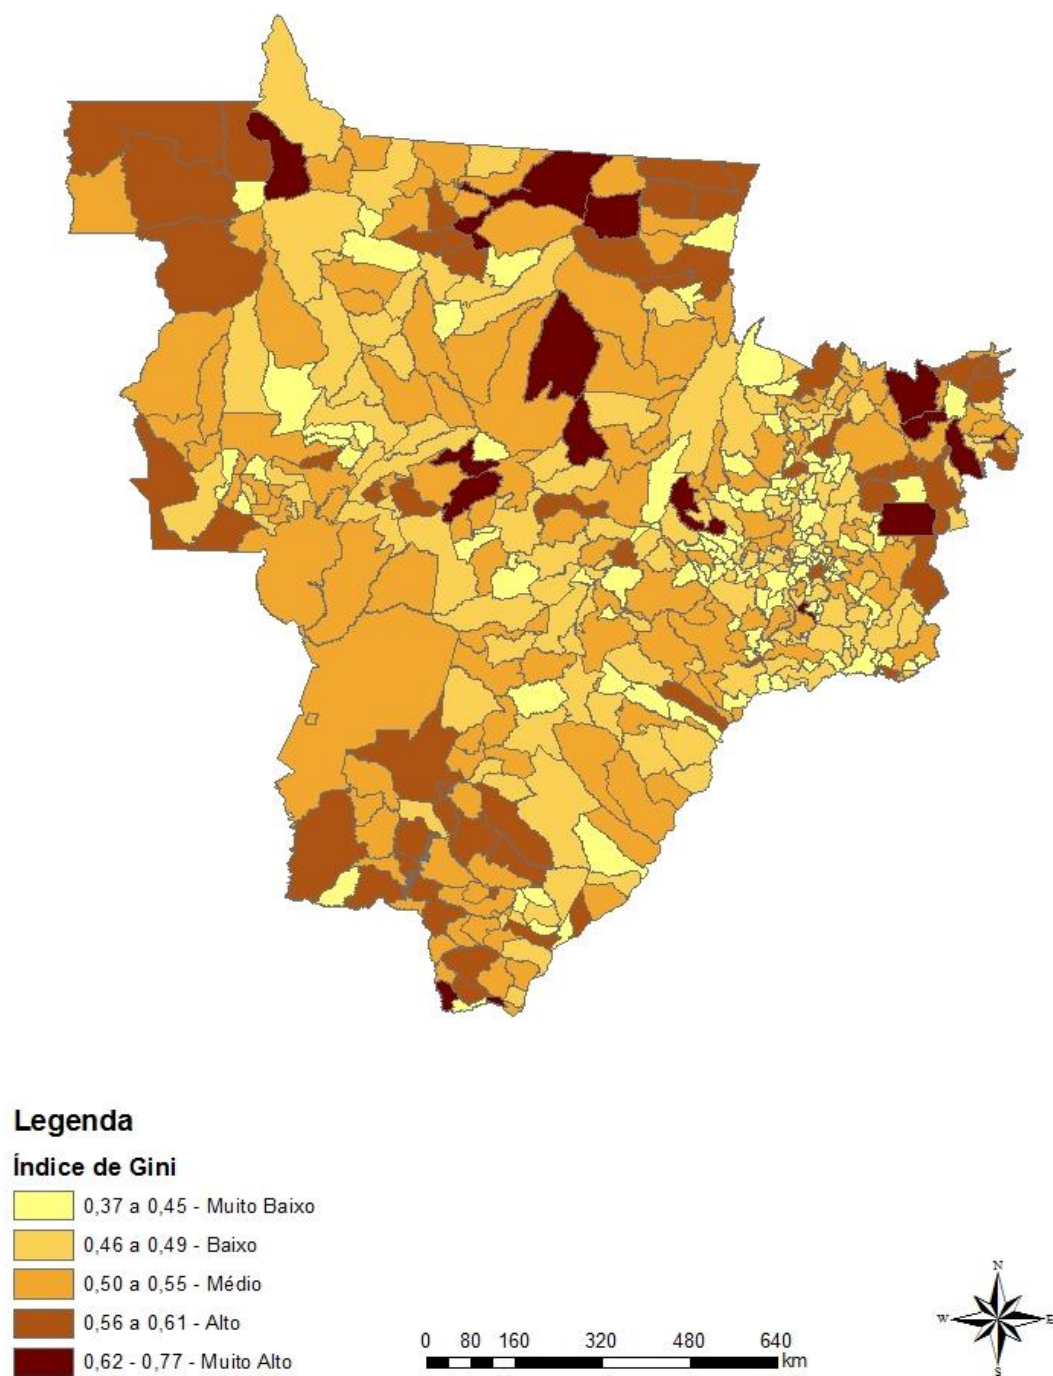 Legenda
Índice de Gini
0,37 a 0,45 - Muito Baixo
0,46 a 0,49 - Baixo
0,50 a 0,55 - Médio
0,56 a 0,61 - Alto
0,62 - 0,77 - Muito Alto
0 80 160 320 480 640
km
N
W E
S